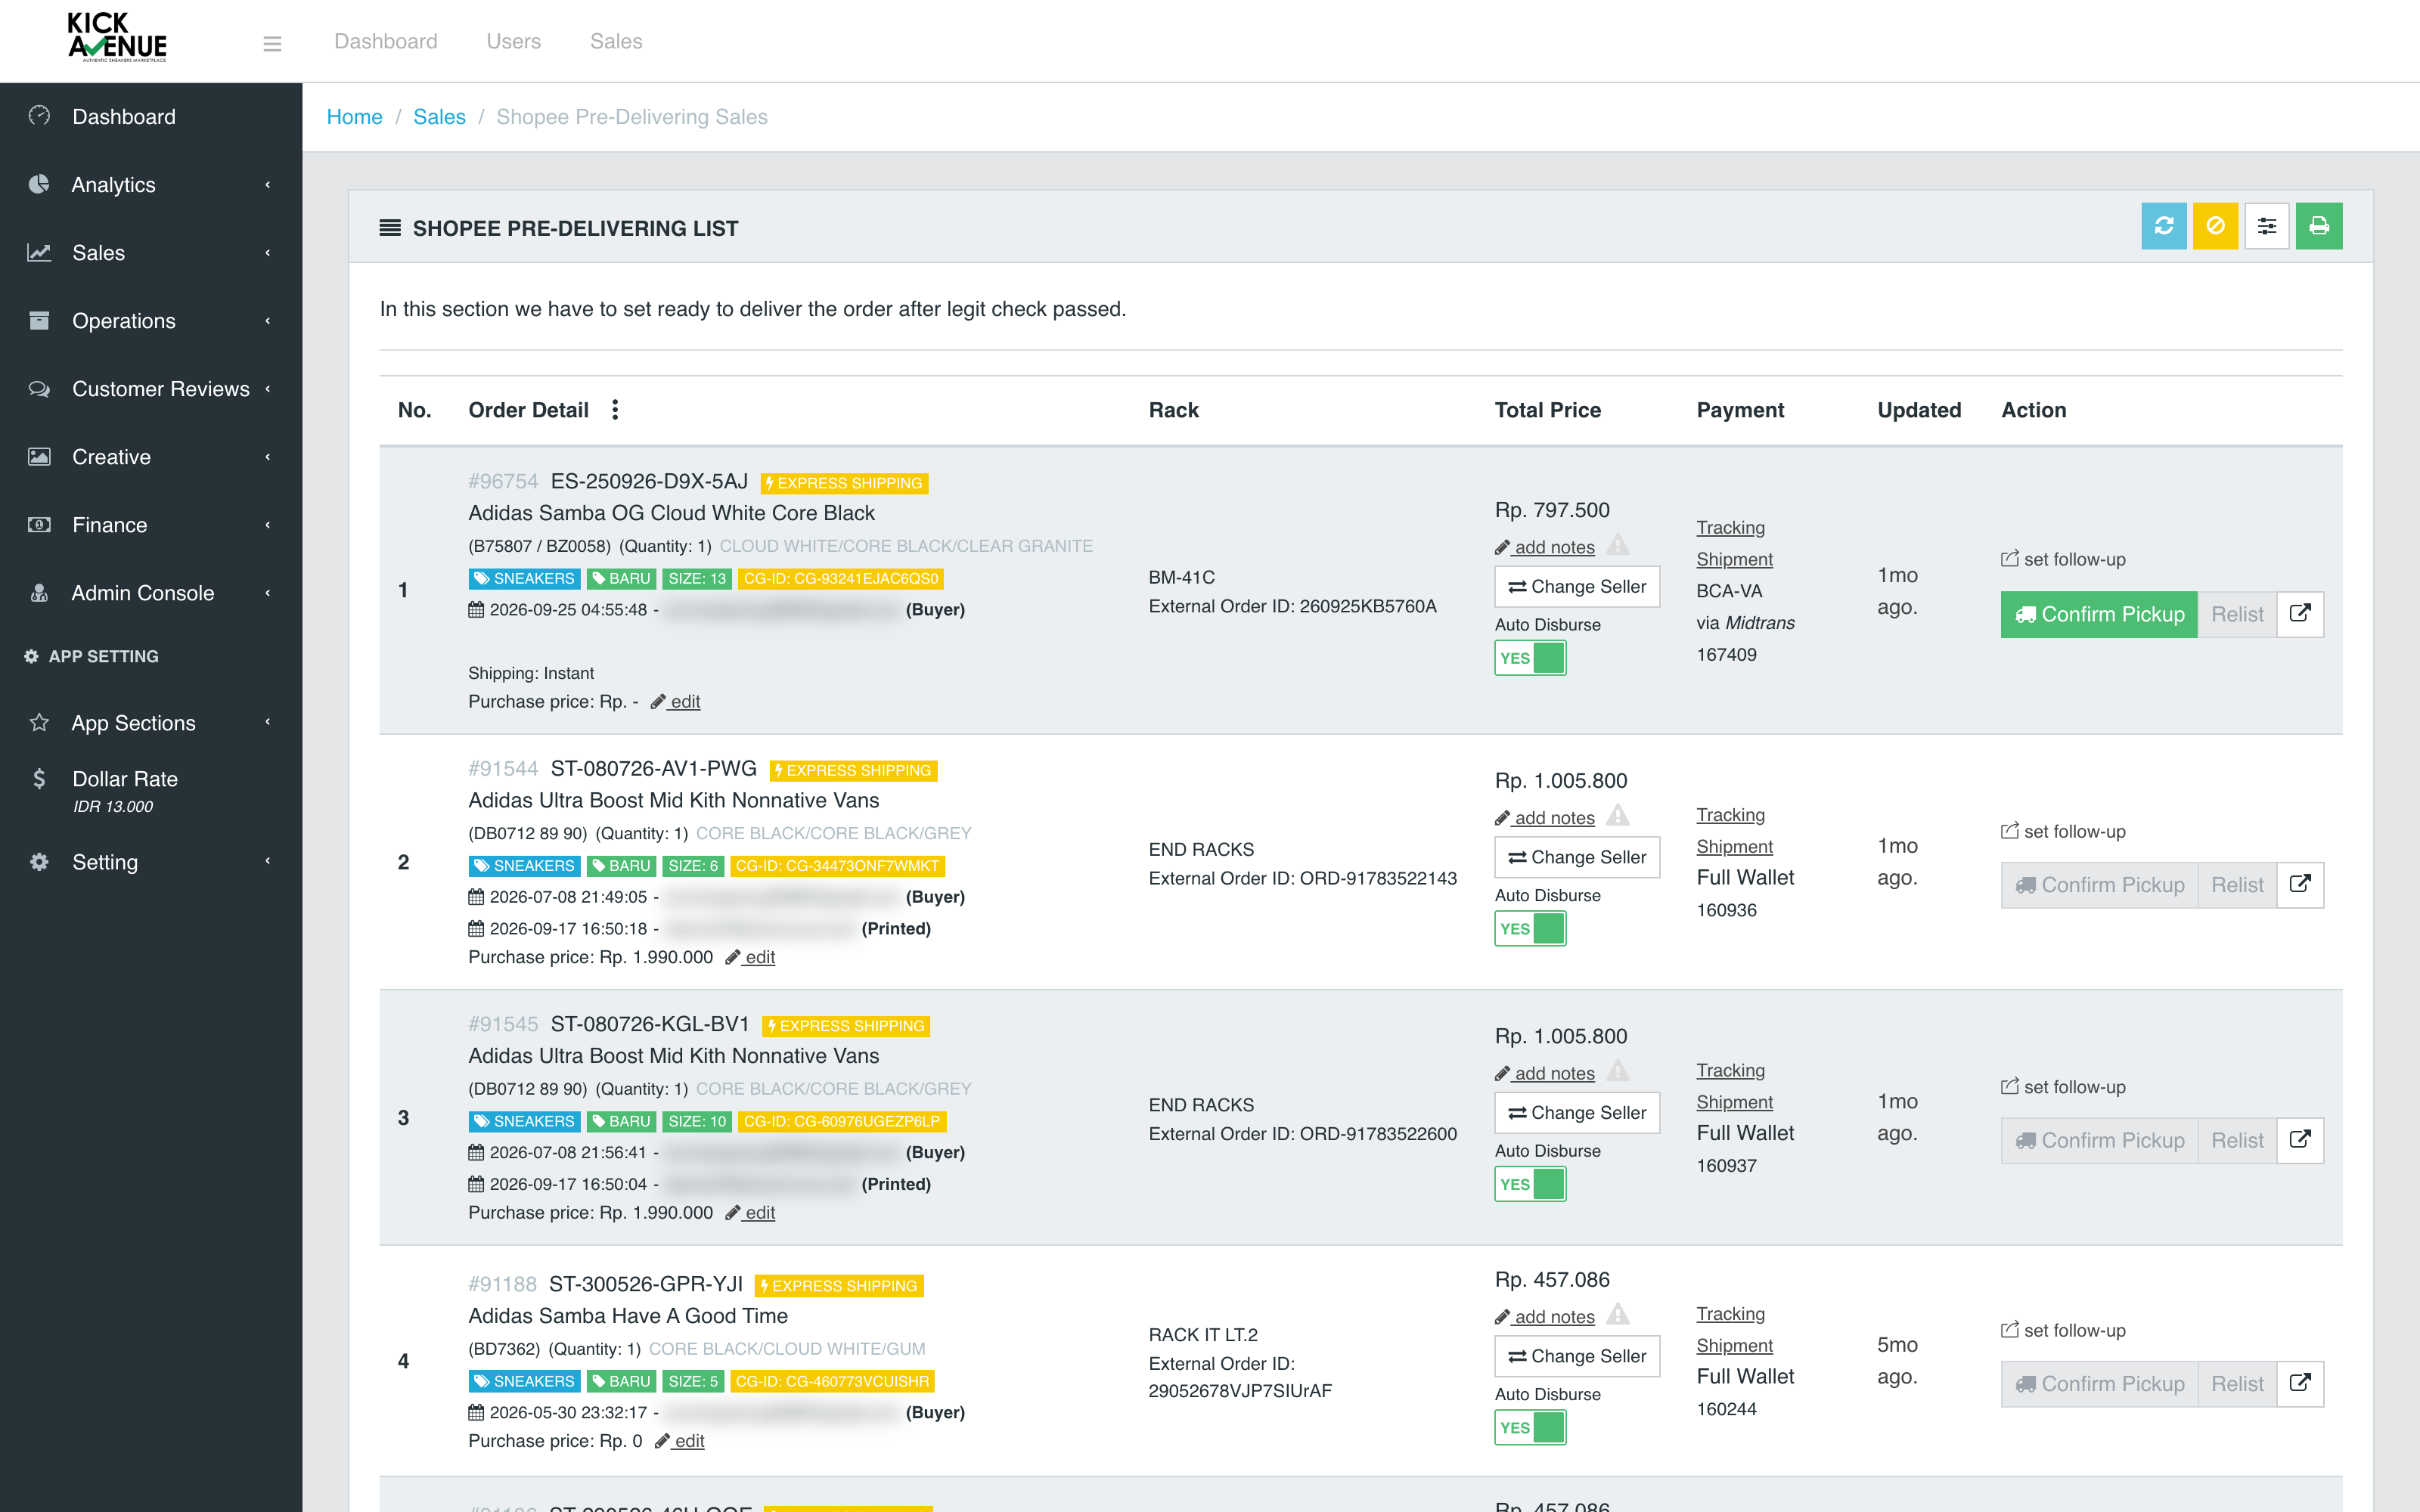 KICK
AVENUE
AUTHENTIC SNEAKERS MARKETPLACE
Dashboard
Users
Sales
Dashboard
Analytics
Sales
Operations
Customer Reviews
Creative
Finance
Admin Console
APP SETTING
App Sections
Dollar Rate
IDR 13.000
Setting
Home / Sales / Shopee Pre-Delivering Sales
SHOPEE PRE-DELIVERING LIST
In this section we have to set ready to deliver the order after legit check passed.
No. Order Detail Rack Total Price Payment Updated Action
1
#96754 ES-250926-D9X-5AJ EXPRESS SHIPPING
Adidas Samba OG Cloud White Core Black
(B75807 / BZ0058) (Quantity: 1) CLOUD WHITE/CORE BLACK/CLEAR GRANITE
SNEAKERS BARU SIZE: 13 CG-ID: CG-93241EJAC6QS0
2026-09-25 04:55:48 - (Buyer)
Shipping: Instant
Purchase price: Rp. - edit
BM-41C
External Order ID: 260925KB5760A
Rp. 797.500
add notes
Change Seller
Auto Disburse
YES
Tracking
Shipment
BCA-VA
via Midtrans
167409
1mo
ago.
set follow-up
Confirm Pickup Relist
2
#91544 ST-080726-AV1-PWG EXPRESS SHIPPING
Adidas Ultra Boost Mid Kith Nonnative Vans
(DB0712 89 90) (Quantity: 1) CORE BLACK/CORE BLACK/GREY
SNEAKERS BARU SIZE: 6 CG-ID: CG-34473ONF7WMKT
2026-07-08 21:49:05 - (Buyer)
2026-09-17 16:50:18 - (Printed)
Purchase price: Rp. 1.990.000 edit
END RACKS
External Order ID: ORD-91783522143
Rp. 1.005.800
add notes
Change Seller
Auto Disburse
YES
Tracking
Shipment
Full Wallet
160936
1mo
ago.
set follow-up
Confirm Pickup Relist
3
#91545 ST-080726-KGL-BV1 EXPRESS SHIPPING
Adidas Ultra Boost Mid Kith Nonnative Vans
(DB0712 89 90) (Quantity: 1) CORE BLACK/CORE BLACK/GREY
SNEAKERS BARU SIZE: 10 CG-ID: CG-60976UGEZP6LP
2026-07-08 21:56:41 - (Buyer)
2026-09-17 16:50:04 - (Printed)
Purchase price: Rp. 1.990.000 edit
END RACKS
External Order ID: ORD-91783522600
Rp. 1.005.800
add notes
Change Seller
Auto Disburse
YES
Tracking
Shipment
Full Wallet
160937
1mo
ago.
set follow-up
Confirm Pickup Relist
4
#91188 ST-300526-GPR-YJI EXPRESS SHIPPING
Adidas Samba Have A Good Time
(BD7362) (Quantity: 1) CORE BLACK/CLOUD WHITE/GUM
SNEAKERS BARU SIZE: 5 CG-ID: CG-460773VCUISHR
2026-05-30 23:32:17 - (Buyer)
Purchase price: Rp. 0 edit
RACK IT LT.2
External Order ID:
29052678VJP7SIUrAF
Rp. 457.086
add notes
Change Seller
Auto Disburse
YES
Tracking
Shipment
Full Wallet
160244
5mo
ago.
set follow-up
Confirm Pickup Relist
Rp. 457.086